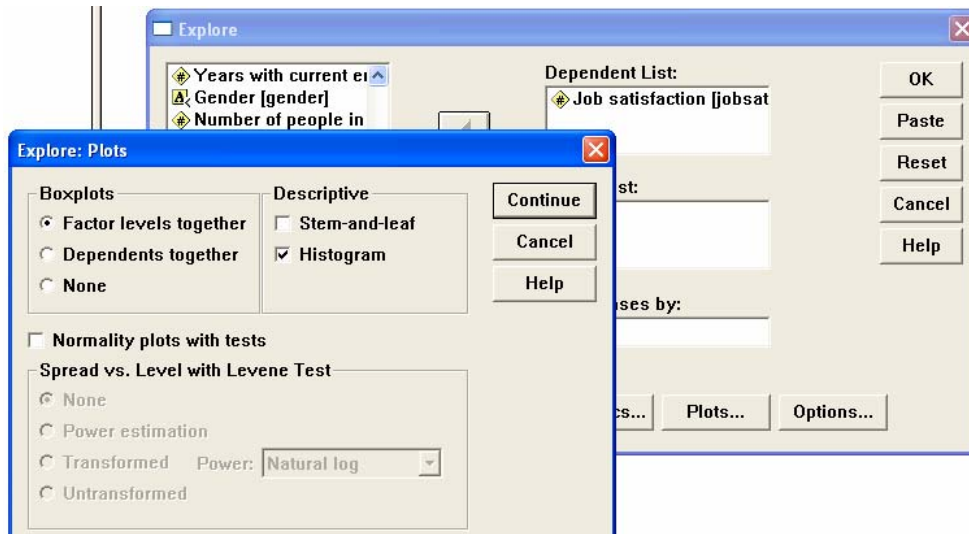 Explore
Years with current er
Gender [gender]
Number of people in
Dependent List:
Job satisfaction [jobsat
OK
Paste
Reset
Cancel
Help
st:
ases by:
cs...
Plots...
Options...
Explore: Plots
Boxplots
Factor levels together
Dependents together
None
Descriptive
Stem-and-leaf
Histogram
Continue
Cancel
Help
Normality plots with tests
Spread vs. Level with Levene Test
None
Power estimation
Transformed Power: Natural log
Untransformed